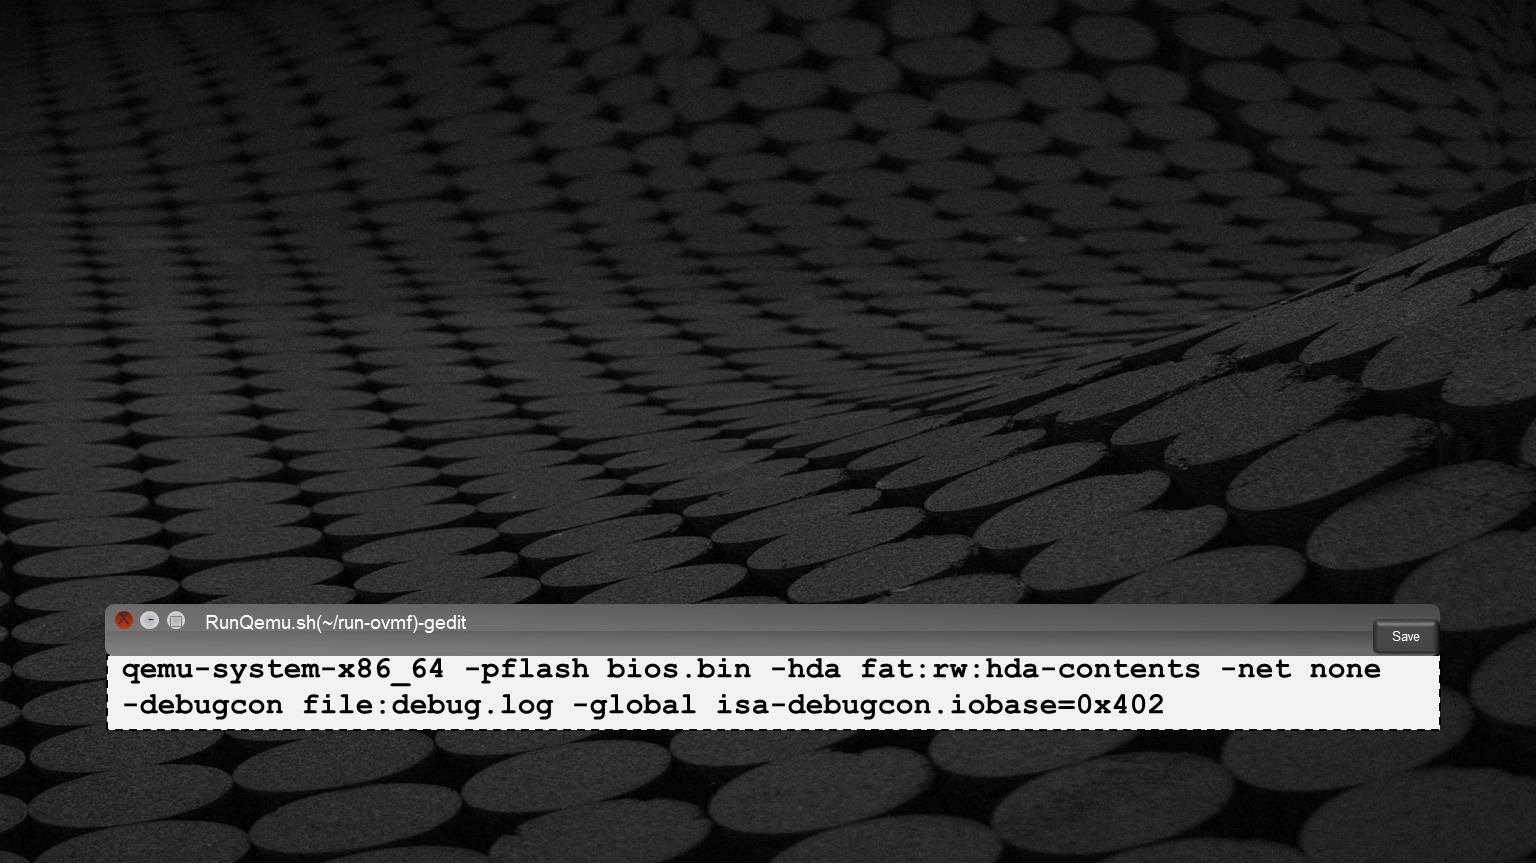 X - RunQemu.sh(~/run-ovmf)-gedit
Save
qemu-system-x86_64 -pflash bios.bin -hda fat:rw:hda-contents -net none
-debugcon file:debug.log -global isa-debugcon.iobase=0x402